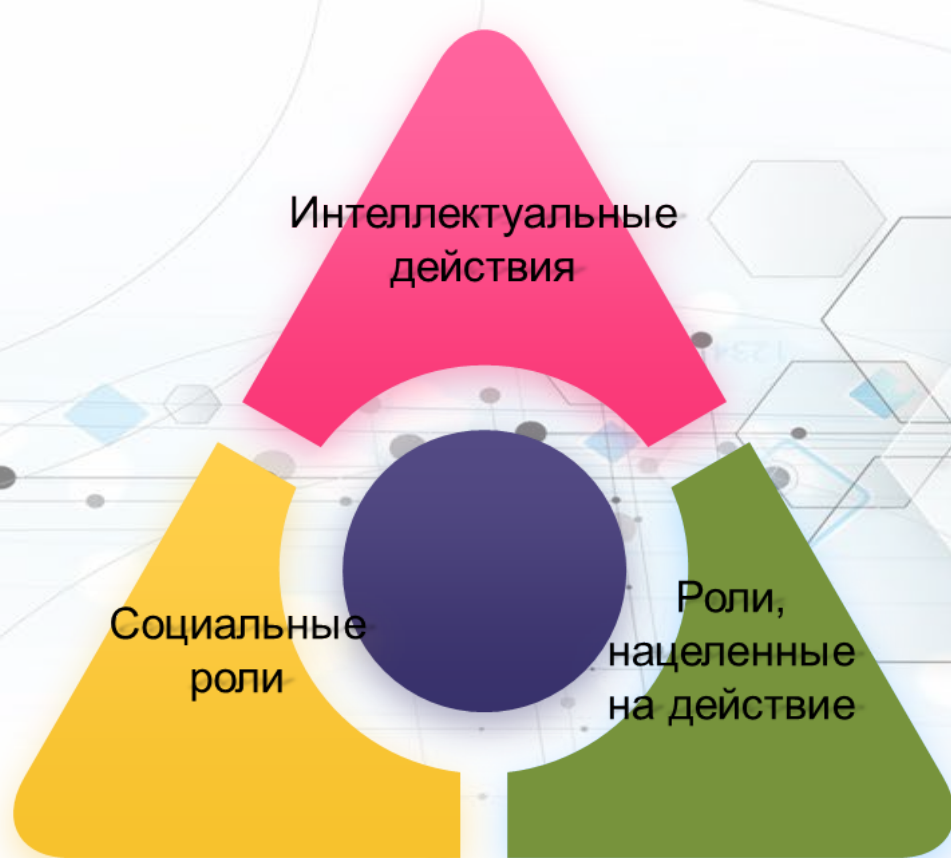 Интеллектуальные
действия
Социальные
роли
Роли,
нацеленные
на действие